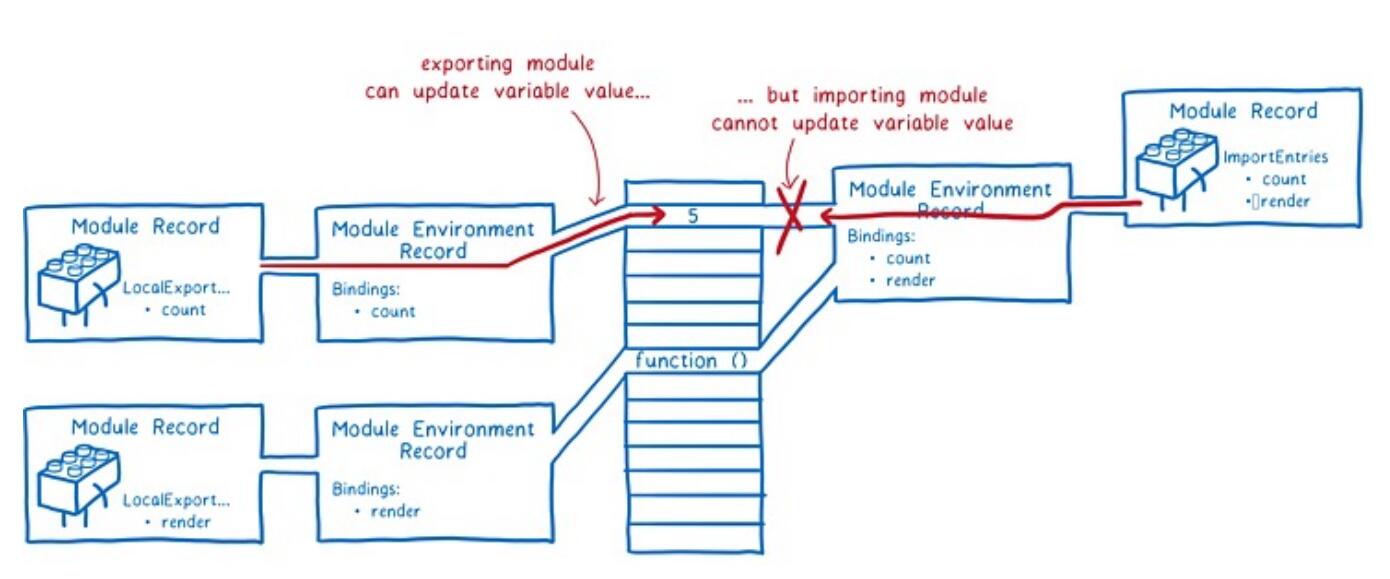 exporting module
can update variable value...
... but importing module
cannot update variable value
Module Record
ImportEntries
• count
•▯render
Module Environment
Record
Bindings:
• count
• render
5
Module Record
LocalExport...
• count
Module Environment
Record
Bindings:
• count
function ()
Module Record
LocalExport...
• render
Module Environment
Record
Bindings:
• render